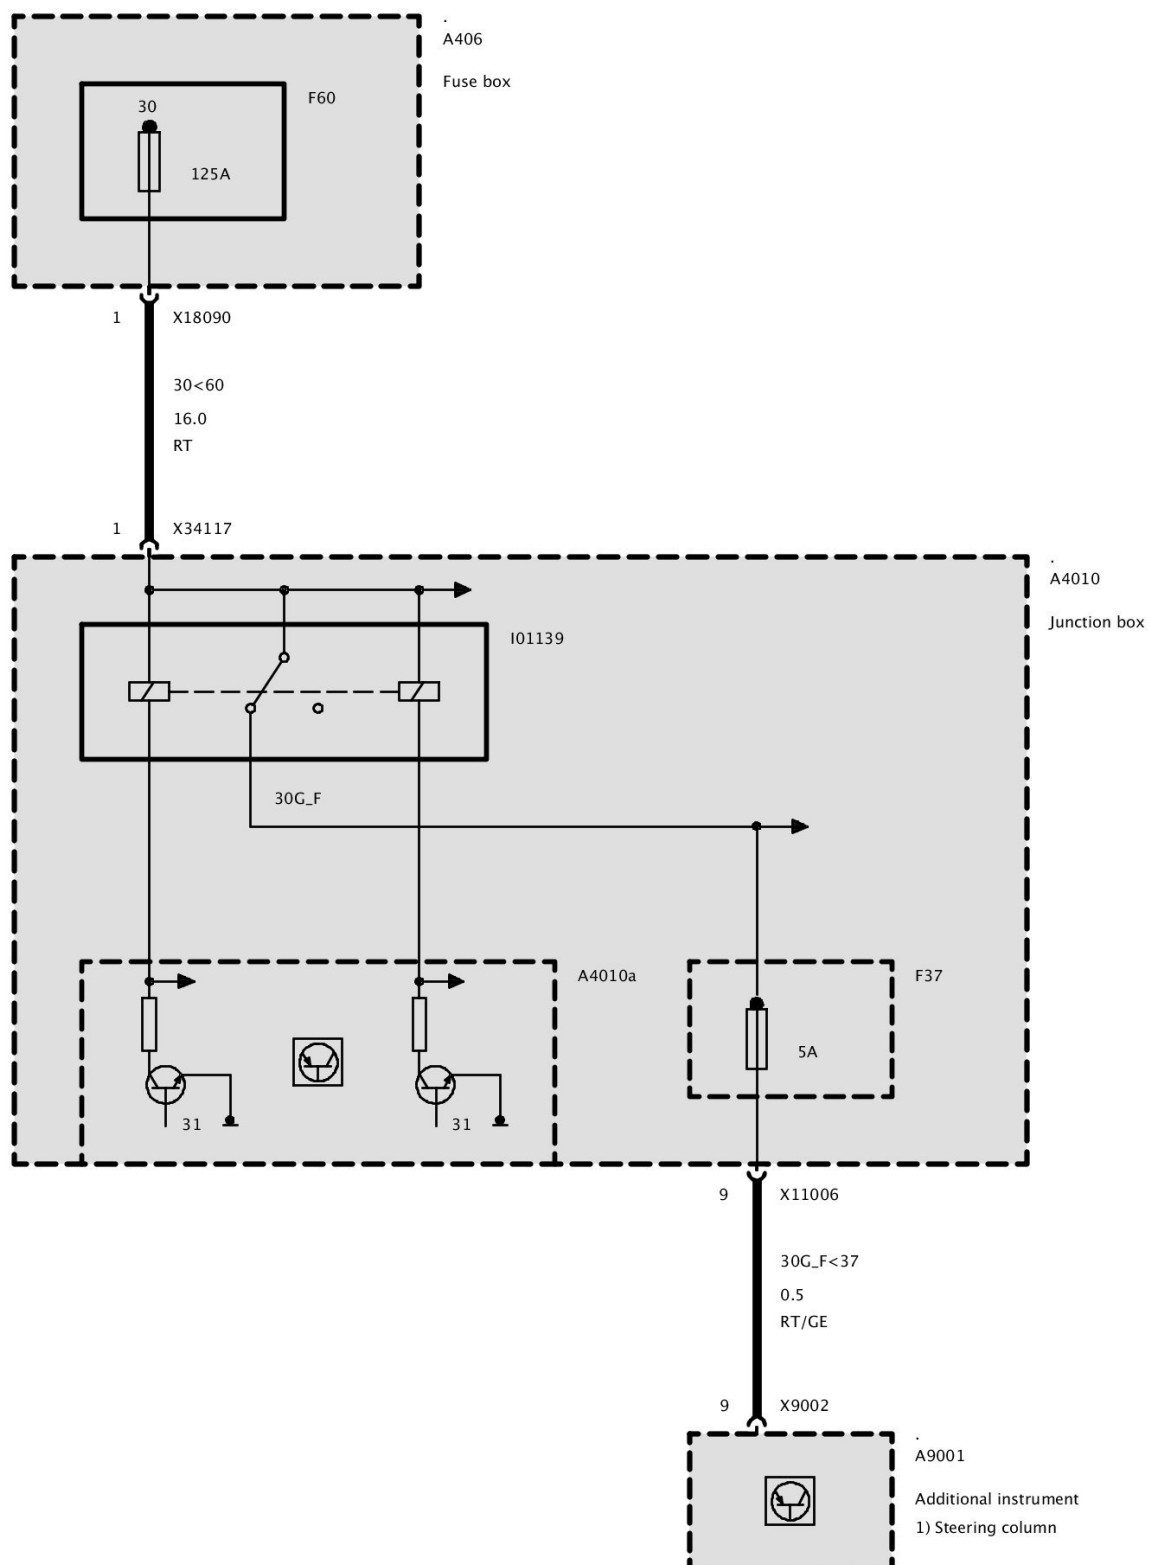 .
A406
Fuse box
F60
30
125A
1 X18090
30<60
16.0
RT
1 X34117
.
A4010
Junction box
I01139
30G_F
A4010a
F37
5A
31 31
9 X11006
30G_F<37
0.5
RT/GE
9 X9002
.
A9001
Additional instrument
1) Steering column